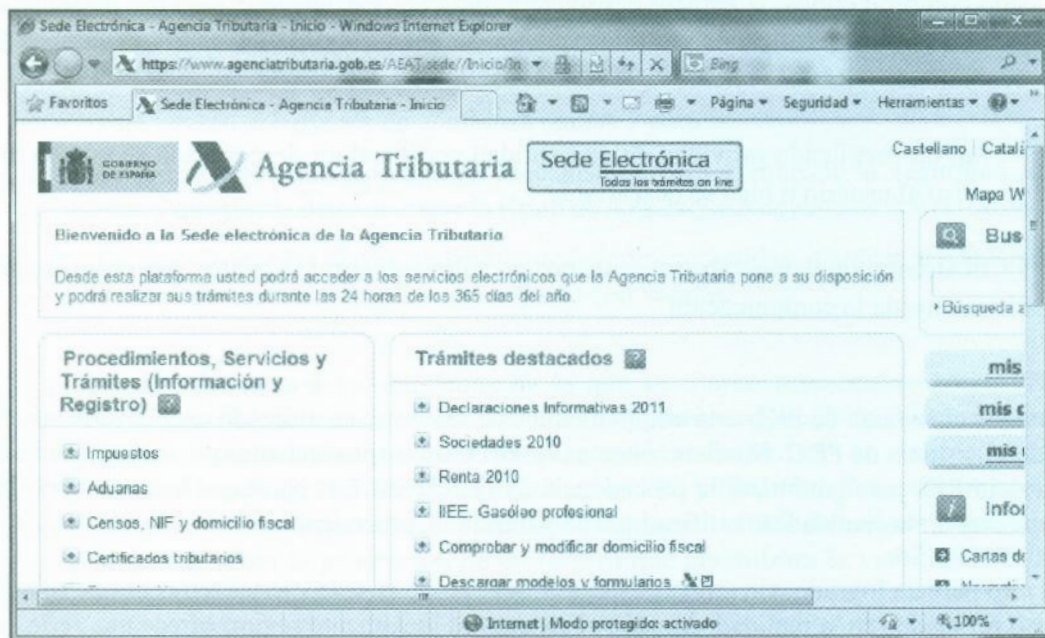 Sede Electrónica - Agencia Tributaria - Inicio - Windows Internet Explorer
https://www.agenciatributaria.gob.es/AEAT.sede//Inicio/In
Bing
Favoritos
Sede Electrónica - Agencia Tributaria - Inicio
Página
Seguridad
Herramientas
GOBIERNO
DE ESPAÑA
Agencia Tributaria
Sede Electrónica
Todos los trámites on line
Castellano | Catalá
Mapa W
Bienvenido a la Sede electrónica de la Agencia Tributaria
Desde esta plataforma usted podrá acceder a los servicios electrónicos que la Agencia Tributaria pone a su disposición
y podrá realizar sus trámites durante las 24 horas de los 365 días del año.
Bus
Búsqueda a
Procedimientos, Servicios y
Trámites (Información y
Registro)
Impuestos
Aduanas
Censos, NIF y domicilio fiscal
Certificados tributarios
Trámites destacados
Declaraciones Informativas 2011
Sociedades 2010
Renta 2010
IIEE. Gasóleo profesional
Comprobar y modificar domicilio fiscal
Descargar modelos y formularios
mis
mis
mis
Infor
Cartas de
Internet | Modo protegido: activado
100%